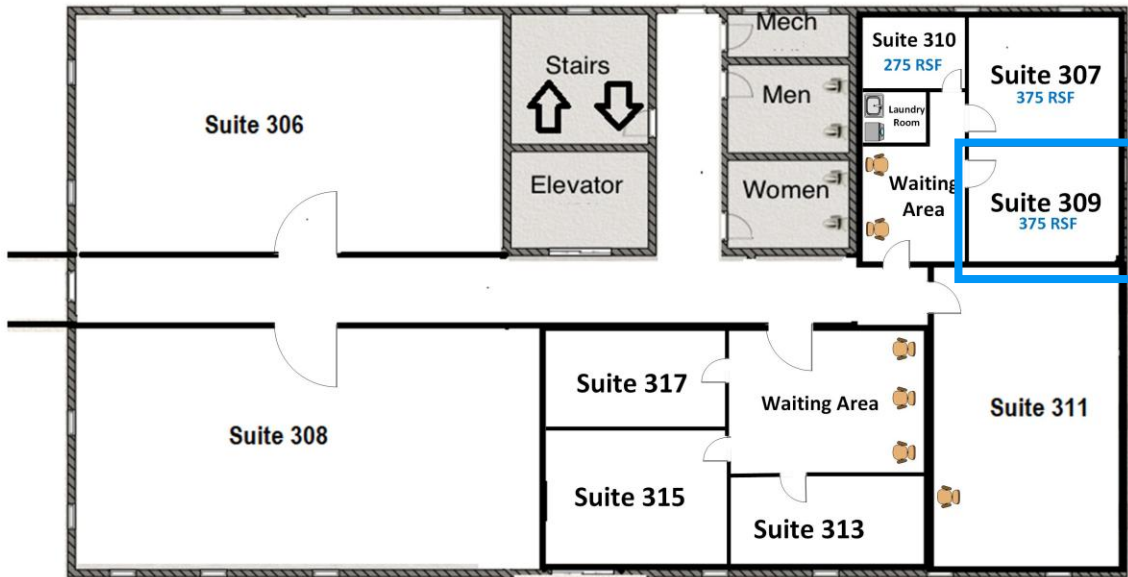 Mech
Suite 310
275 RSF
Suite 307
375 RSF
Stairs
Men
Laundry
Room
Suite 306
Elevator
Women
Waiting
Area
Suite 309
375 RSF
Suite 317
Waiting Area
Suite 311
Suite 308
Suite 315
Suite 313